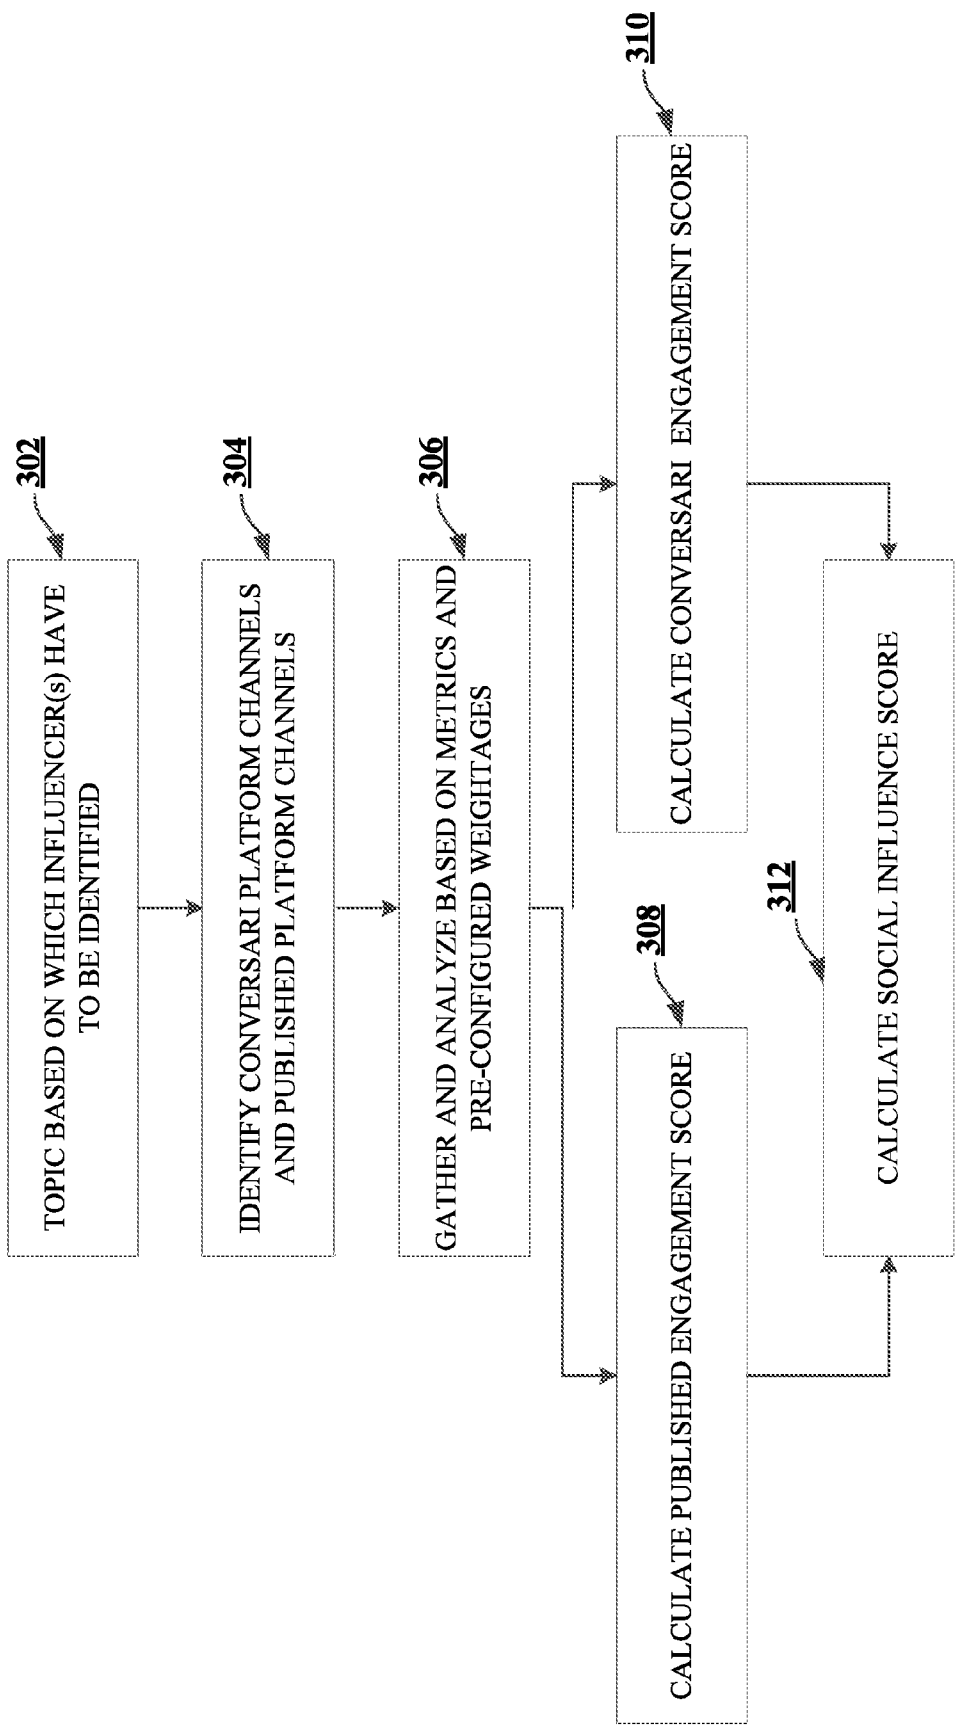 302
TOPIC BASED ON WHICH INFLUENCER(s) HAVE
TO BE IDENTIFIED
304
IDENTIFY CONVERSARI PLATFORM CHANNELS
AND PUBLISHED PLATFORM CHANNELS
306
GATHER AND ANALYZE BASED ON METRICS AND
PRE-CONFIGURED WEIGHTAGES
308
CALCULATE PUBLISHED ENGAGEMENT SCORE
310
CALCULATE CONVERSARI ENGAGEMENT SCORE
312
CALCULATE SOCIAL INFLUENCE SCORE